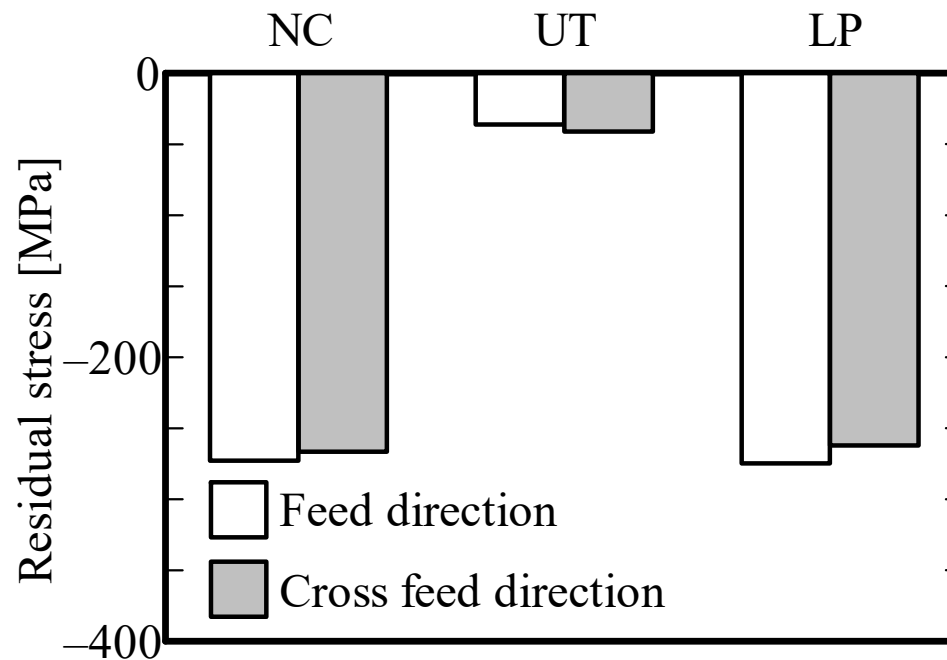 NC UT LP
0
–200
–400
Residual stress [MPa]
Feed direction
Cross feed direction